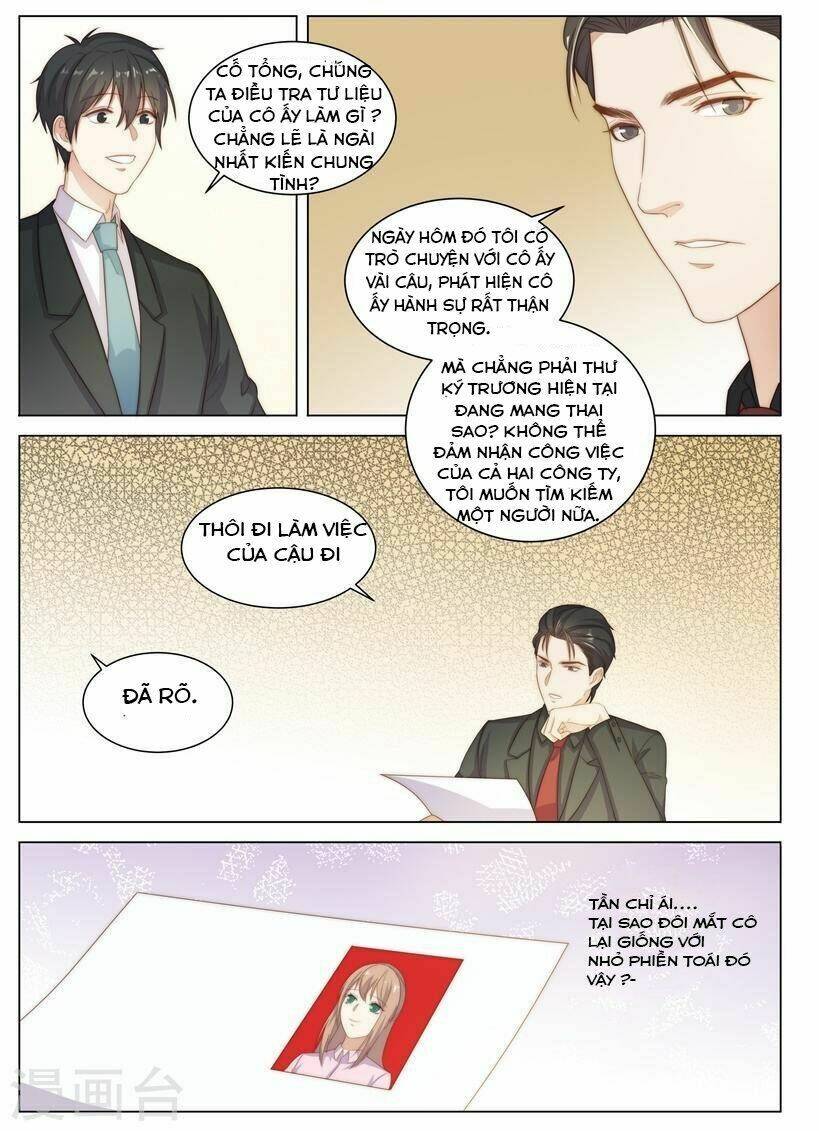 CỐ TỔNG, CHÚNG
TA ĐIỀU TRA TƯ LIỆU
CỦA CÔ ẤY LÀM GÌ ?
CHẲNG LẼ LÀ NGÀI
NHẤT KIẾN CHUNG
TÌNH?
NGÀY HÔM ĐÓ TÔI CÓ
TRÒ CHUYỆN VỚI CÔ ẤY
VÀI CÂU, PHÁT HIỆN CÔ
ẤY HÀNH SỰ RẤT THẬN
TRỌNG.
MÀ CHẲNG PHẢI THƯ
KÝ TRƯƠNG HIỆN TẠI
ĐANG MANG THAI
SAO? KHÔNG THỂ
ĐẢM NHẬN CÔNG VIỆC
CỦA CẢ HAI CÔNG TY,
TÔI MUỐN TÌM KIẾM
MỘT NGƯỜI NỮA.
THÔI ĐI LÀM VIỆC
CỦA CẬU ĐI
ĐÃ RÕ.
TẦN CHỈ ÁI....
TẠI SAO ĐÔI MẮT CÔ
LẠI GIỐNG VỚI
NHỎ PHIỀN TOÁI ĐÓ
VẬY ?-
漫画台